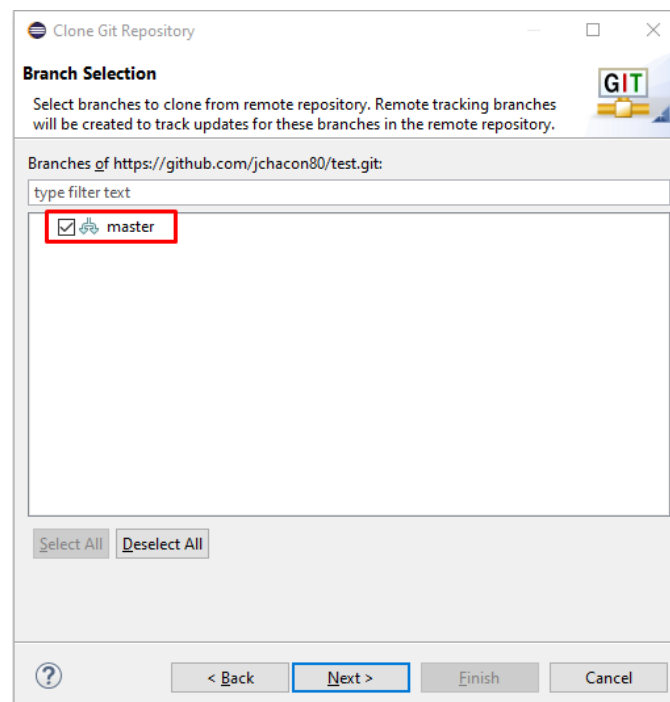 Clone Git Repository
Branch Selection
GIT
Select branches to clone from remote repository. Remote tracking branches
will be created to track updates for these branches in the remote repository.
Branches of https://github.com/jchacon80/test.git:
type filter text
master
Select All Deselect All
? < Back Next > Finish Cancel